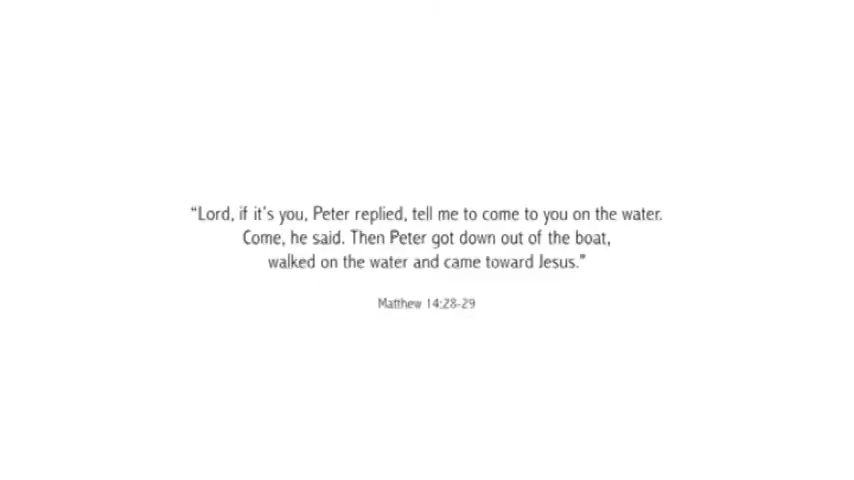 “Lord, if it's you, Peter replied, tell me to come to you on the water.
Come, he said. Then Peter got down out of the boat,
walked on the water and came toward Jesus.”
Matthew 14:28-29